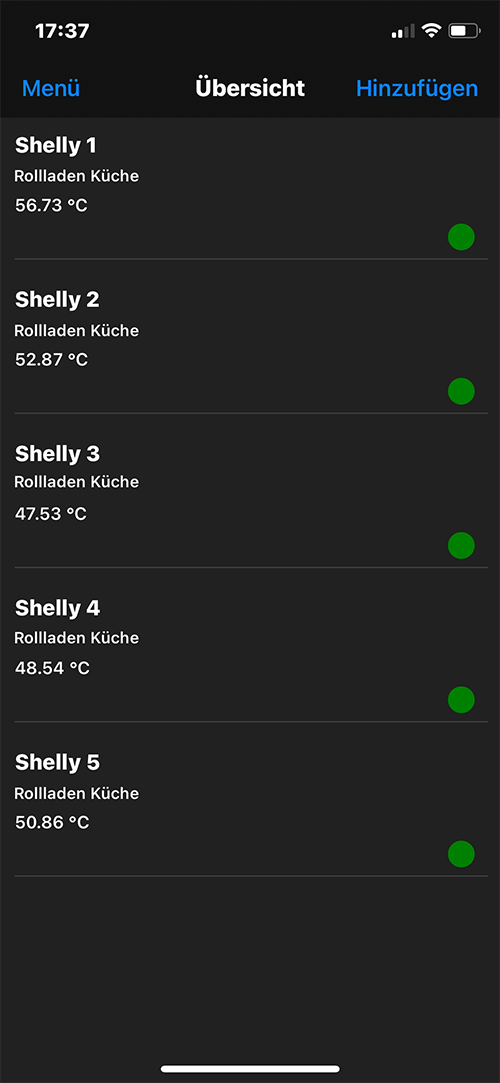 17:37
Menü Übersicht Hinzufügen
Shelly 1
Rollladen Küche
56.73 °C
Shelly 2
Rollladen Küche
52.87 °C
Shelly 3
Rollladen Küche
47.53 °C
Shelly 4
Rollladen Küche
48.54 °C
Shelly 5
Rollladen Küche
50.86 °C